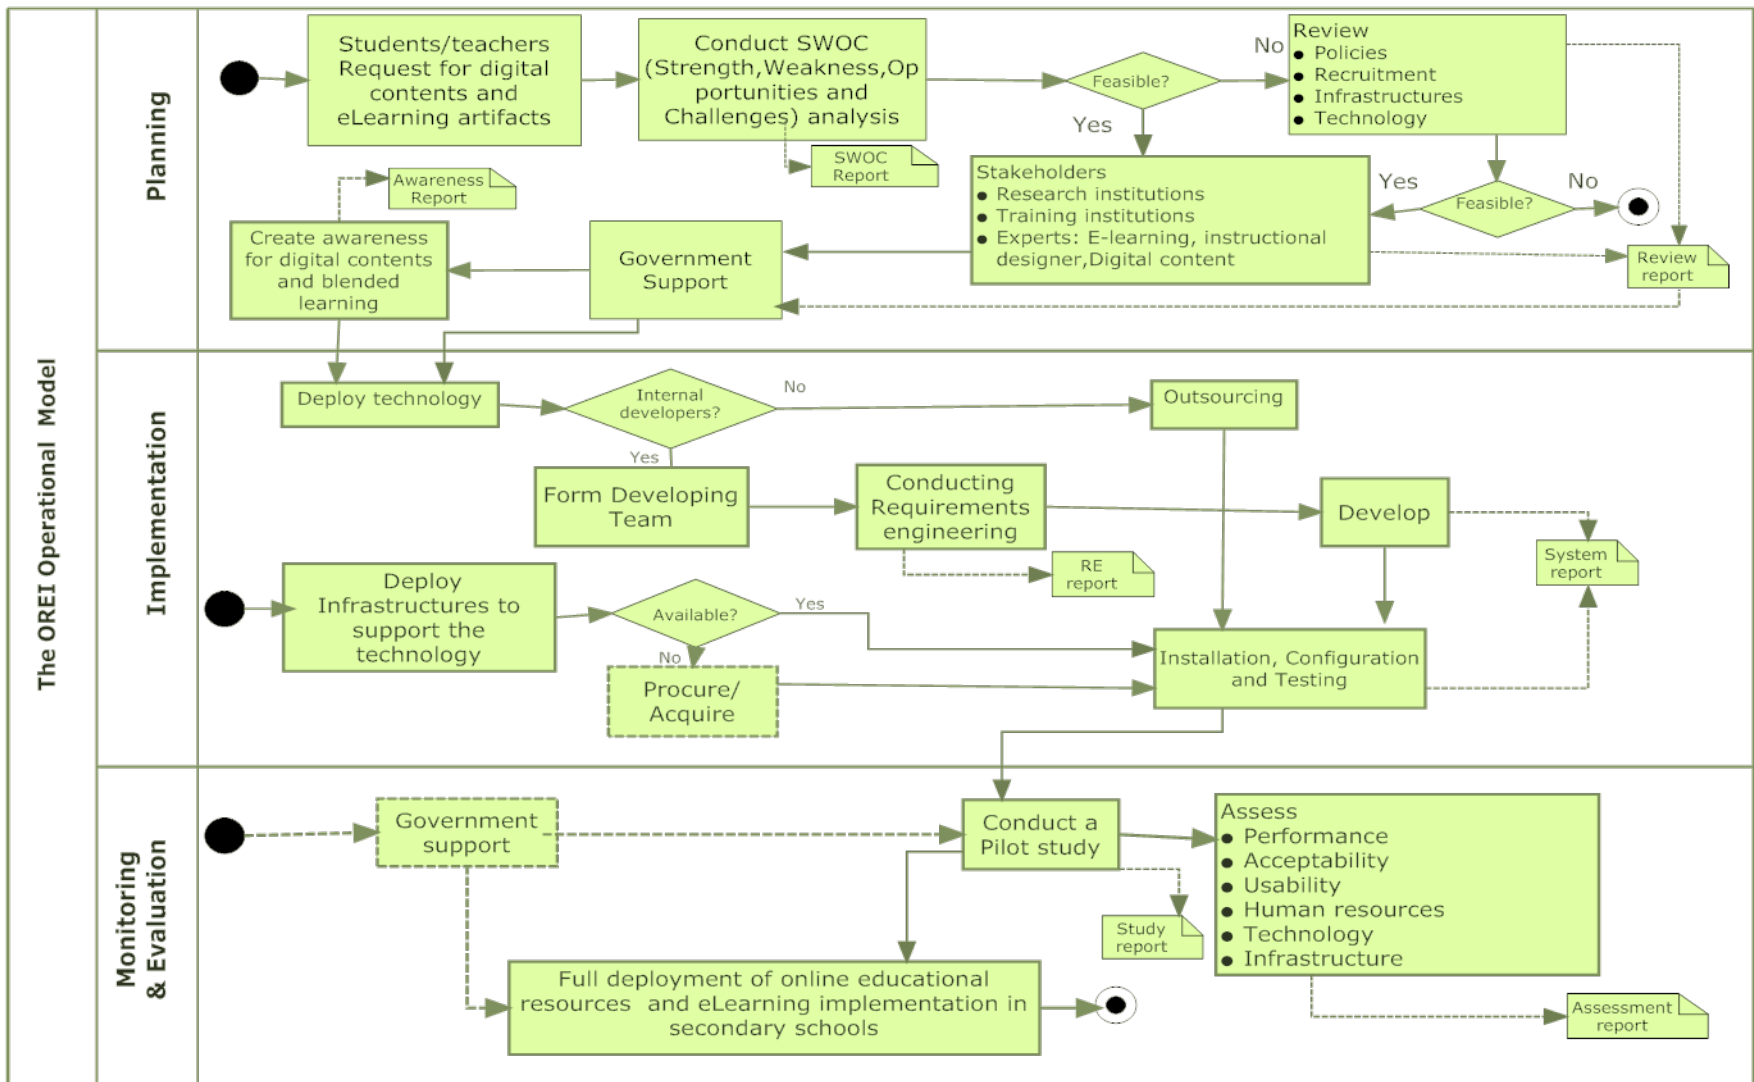 The OREI Operational Model
Planning
Students/teachers
Request for digital
contents and
eLearning artifacts
Conduct SWOC
(Strength,Weakness,Op
portunities and
Challenges) analysis
SWOC
Report
Feasible?
No
Yes
Review
Policies
Recruitment
Infrastructures
Technology
Feasible?
Yes
No
Stakeholders
Research institutions
Training institutions
Experts: E-learning, instructional
designer,Digital content
Review
report
Government
Support
Awareness
Report
Create awareness
for digital contents
and blended
learning
Implementation
Deploy technology
Internal
developers?
No
Yes
Outsourcing
Form Developing
Team
Conducting
Requirements
engineering
RE
report
Develop
System
report
Deploy
Infrastructures to
support the
technology
Available?
Yes
No
Procure/
Acquire
Installation, Configuration
and Testing
Monitoring
& Evaluation
Government
support
Conduct a
Pilot study
Study
report
Assess
Performance
Acceptability
Usability
Human resources
Technology
Infrastructure
Assessment
report
Full deployment of online educational
resources and eLearning implementation in
secondary schools